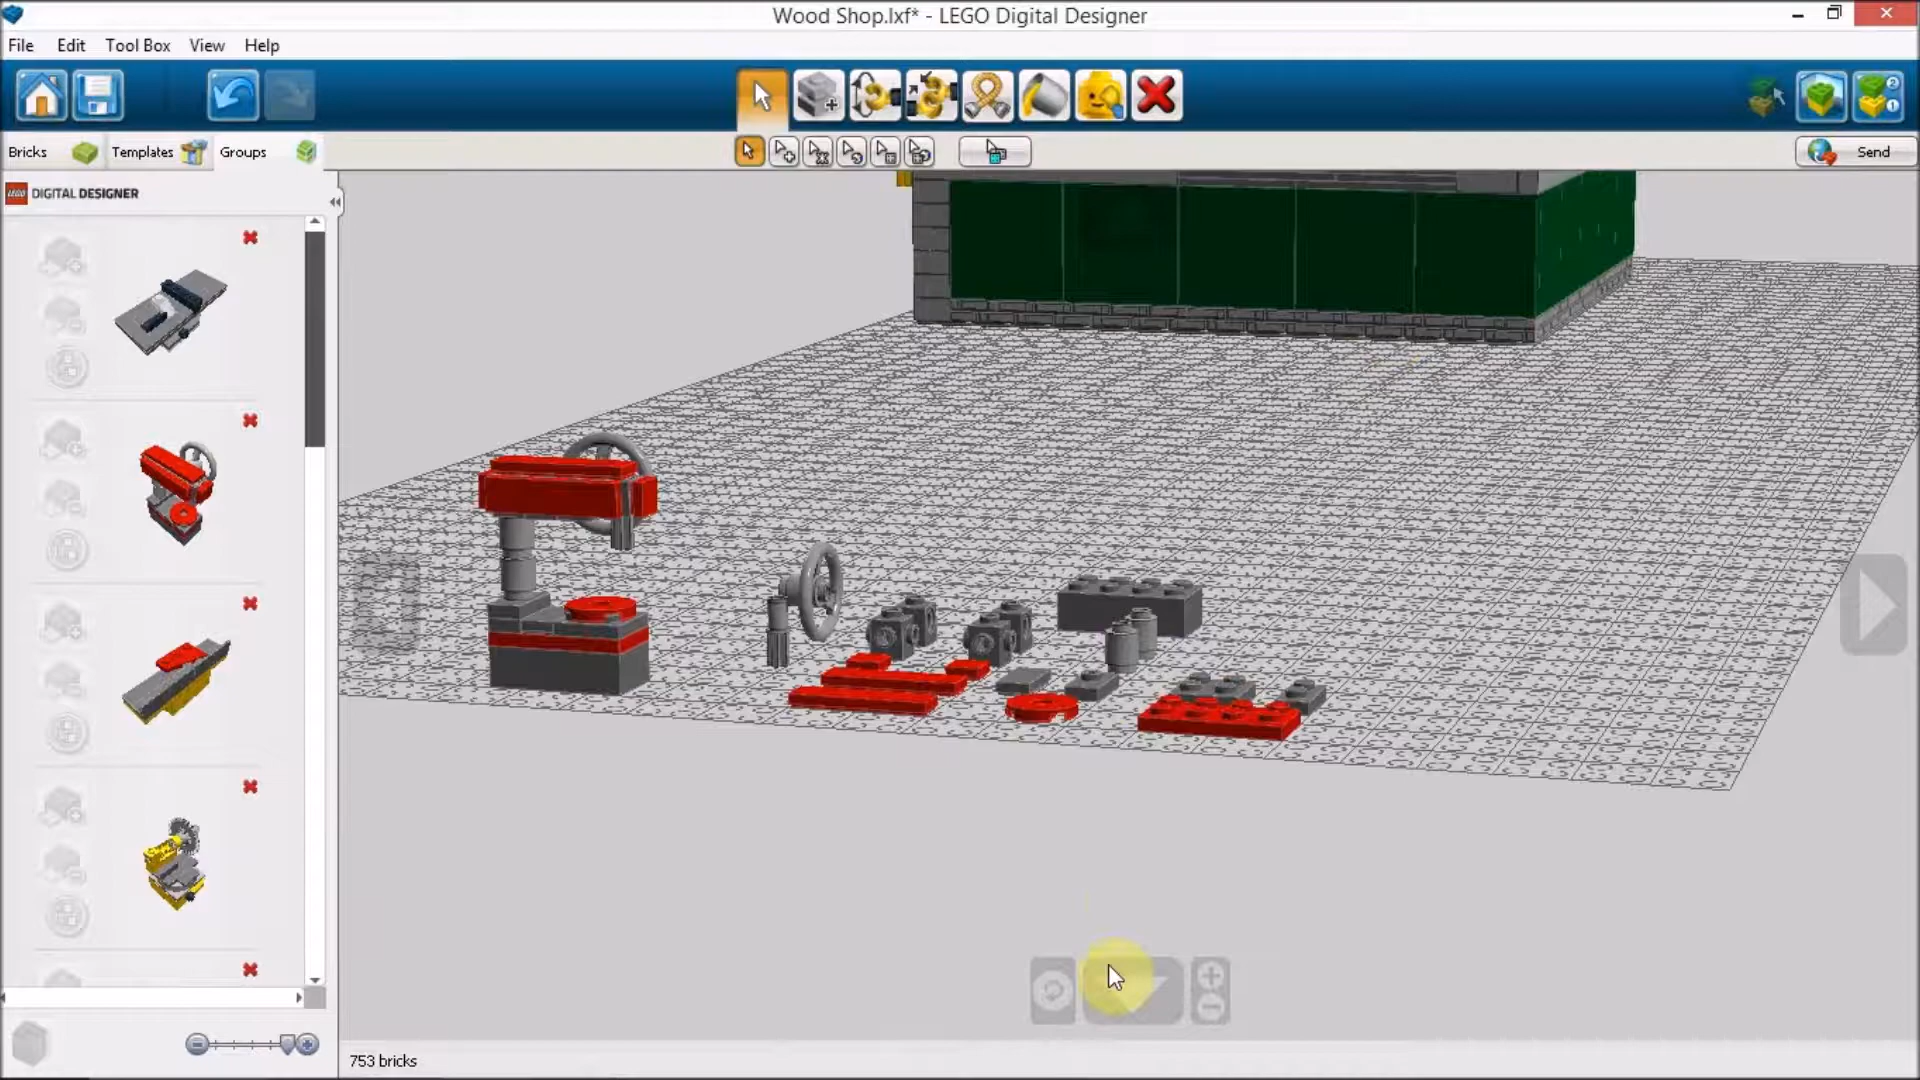 Wood Shop.lxf* - LEGO Digital Designer
File Edit Tool Box View Help
Bricks Templates Groups
Send
LEGO DIGITAL DESIGNER
753 bricks